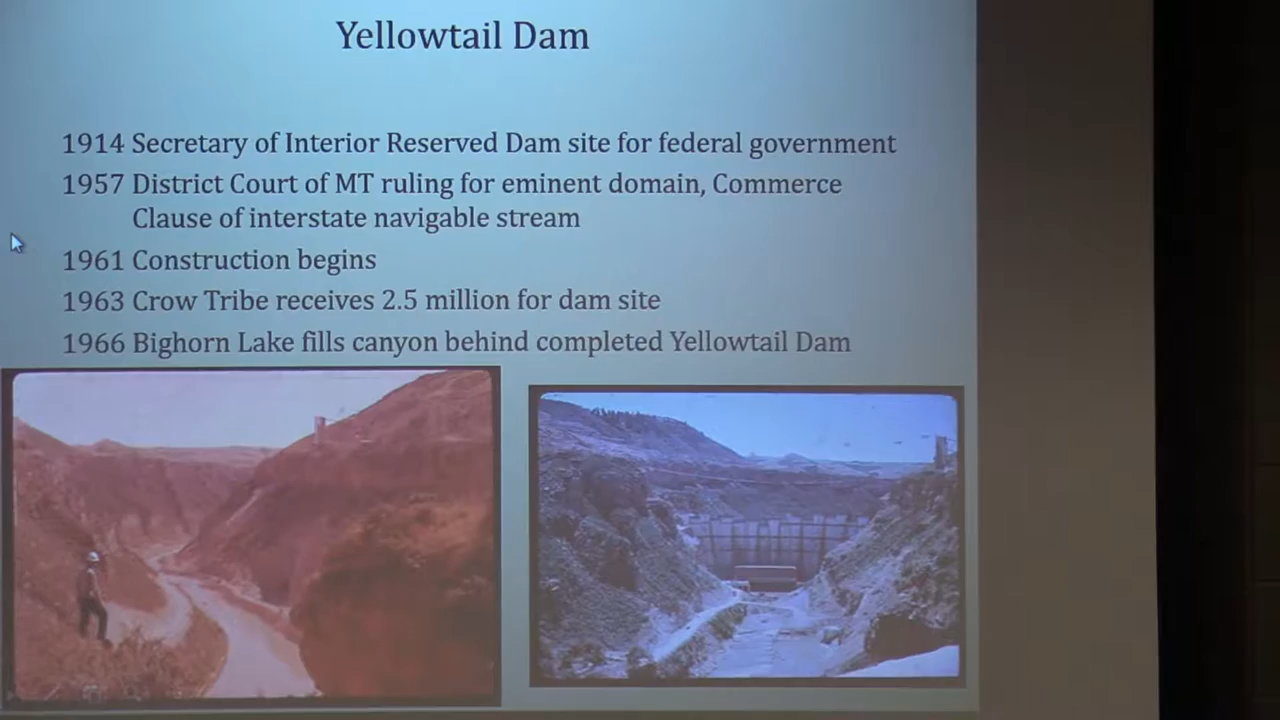 Yellowtail Dam
1914 Secretary of Interior Reserved Dam site for federal government
1957 District Court of MT ruling for eminent domain, Commerce
Clause of interstate navigable stream
1961 Construction begins
1963 Crow Tribe receives 2.5 million for dam site
1966 Bighorn Lake fills canyon behind completed Yellowtail Dam